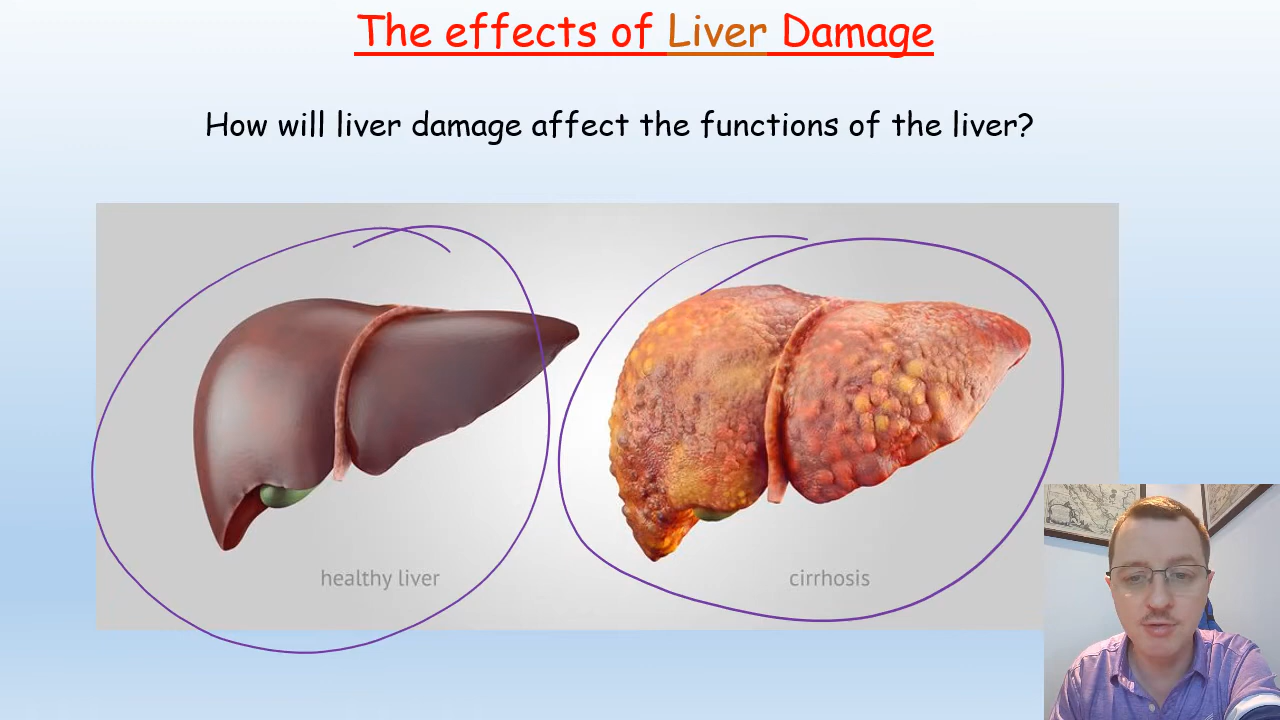 The effects of Liver Damage
How will liver damage affect the functions of the liver?
healthy liver
cirrhosis